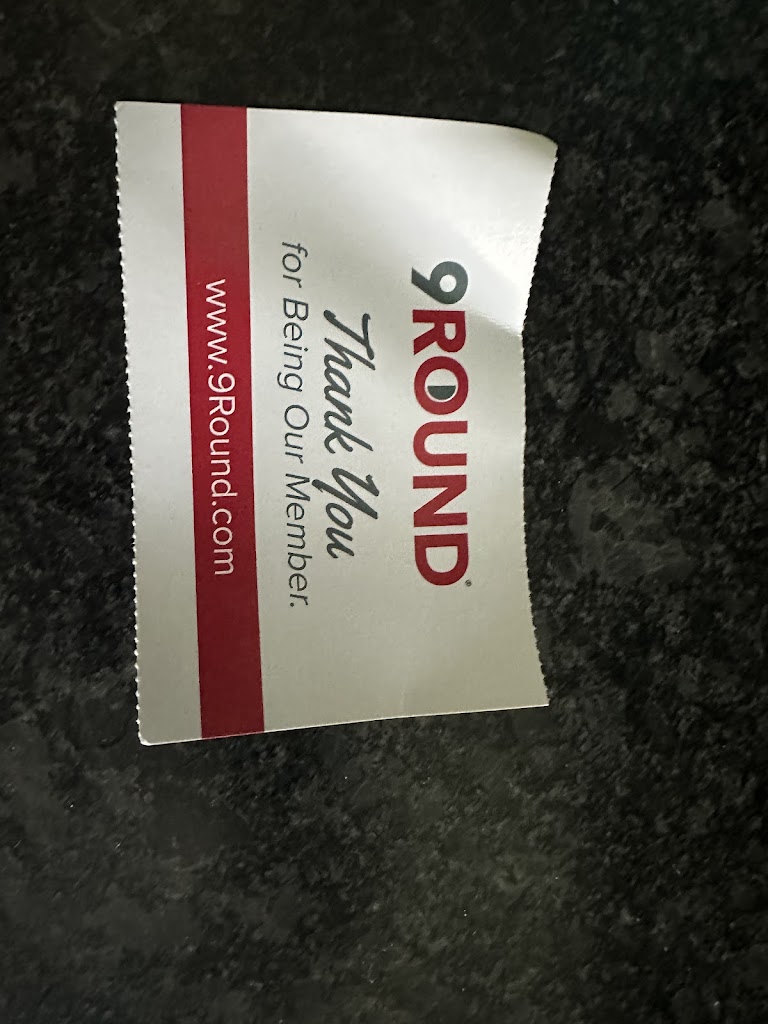 9ROUND®
Thank You
for Being Our Member.
www.9Round.com